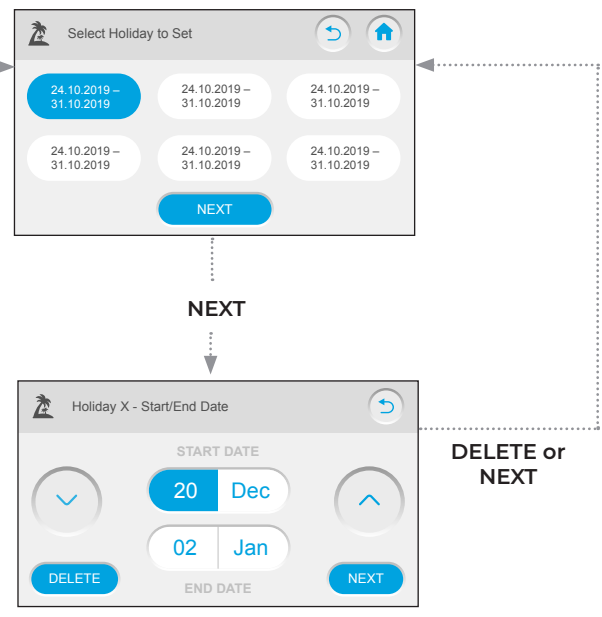 Select Holiday to Set
24.10.2019 – 24.10.2019 – 24.10.2019 –
31.10.2019 31.10.2019 31.10.2019
24.10.2019 – 24.10.2019 – 24.10.2019 –
31.10.2019 31.10.2019 31.10.2019
NEXT
NEXT
Holiday X - Start/End Date
START DATE
20 Dec
02 Jan
DELETE
END DATE
NEXT
DELETE or
NEXT